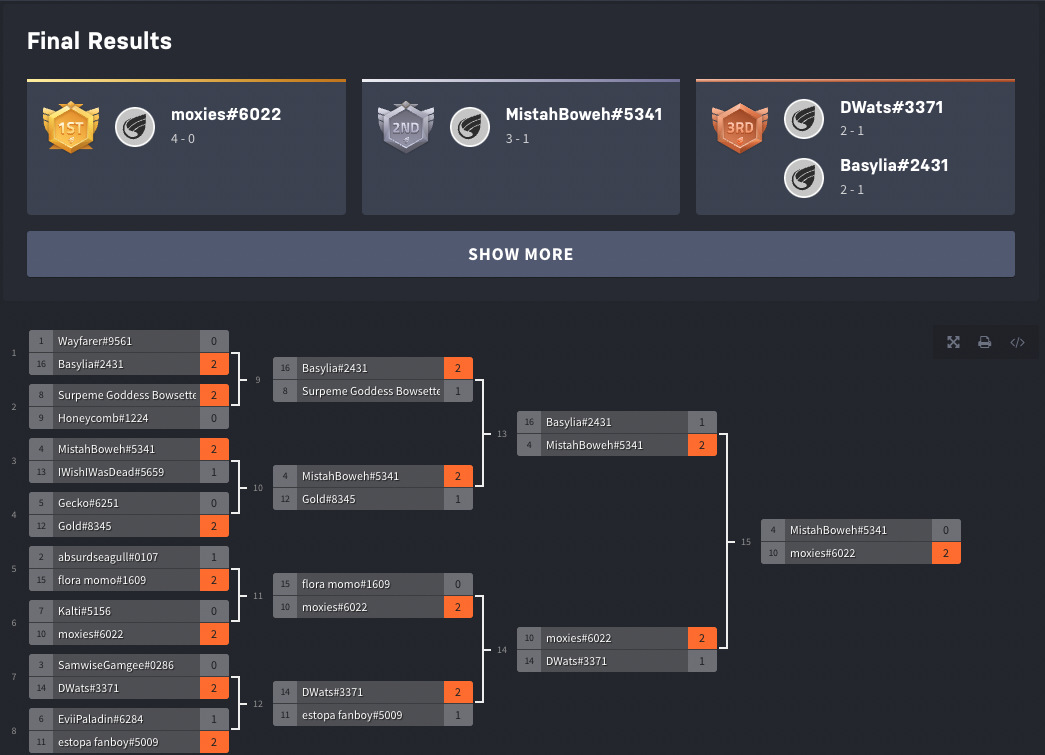 Final Results
1ST
moxies#6022
4 - 0
2ND
MistahBoweh#5341
3 - 1
3RD
DWats#3371
2 - 1
Basylia#2431
2 - 1
SHOW MORE
1
1 Wayfarer#9561 0
16 Basylia#2431 2
2
8 Surpeme Goddess Bowsette 2
9 Honeycomb#1224 0
3
4 MistahBoweh#5341 2
13 IWishIWasDead#5659 1
4
5 Gecko#6251 0
12 Gold#8345 2
5
2 absurdseagull#0107 1
15 flora momo#1609 2
6
7 Kalti#5156 0
10 moxies#6022 2
7
3 SamwiseGamgee#0286 0
14 DWats#3371 2
8
6 EviiPaladin#6284 1
11 estopa fanboy#5009 2
9
16 Basylia#2431 2
8 Surpeme Goddess Bowsette 1
10
4 MistahBoweh#5341 2
12 Gold#8345 1
11
15 flora momo#1609 0
10 moxies#6022 2
12
14 DWats#3371 2
11 estopa fanboy#5009 1
13
16 Basylia#2431 1
4 MistahBoweh#5341 2
14
10 moxies#6022 2
14 DWats#3371 1
15
4 MistahBoweh#5341 0
10 moxies#6022 2